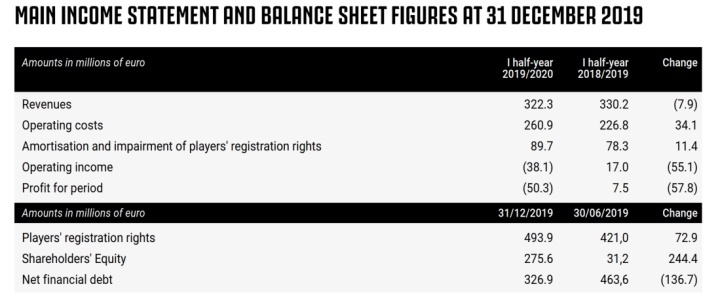 MAIN INCOME STATEMENT AND BALANCE SHEET FIGURES AT 31 DECEMBER 2019
Amounts in millions of euro I half-year 2019/2020 I half-year 2018/2019 Change
Revenues 322.3 330.2 (7.9)
Operating costs 260.9 226.8 34.1
Amortisation and impairment of players' registration rights 89.7 78.3 11.4
Operating income (38.1) 17.0 (55.1)
Profit for period (50.3) 7.5 (57.8)
Amounts in millions of euro 31/12/2019 30/06/2019 Change
Players' registration rights 493.9 421,0 72.9
Shareholders' Equity 275.6 31,2 244.4
Net financial debt 326.9 463,6 (136.7)